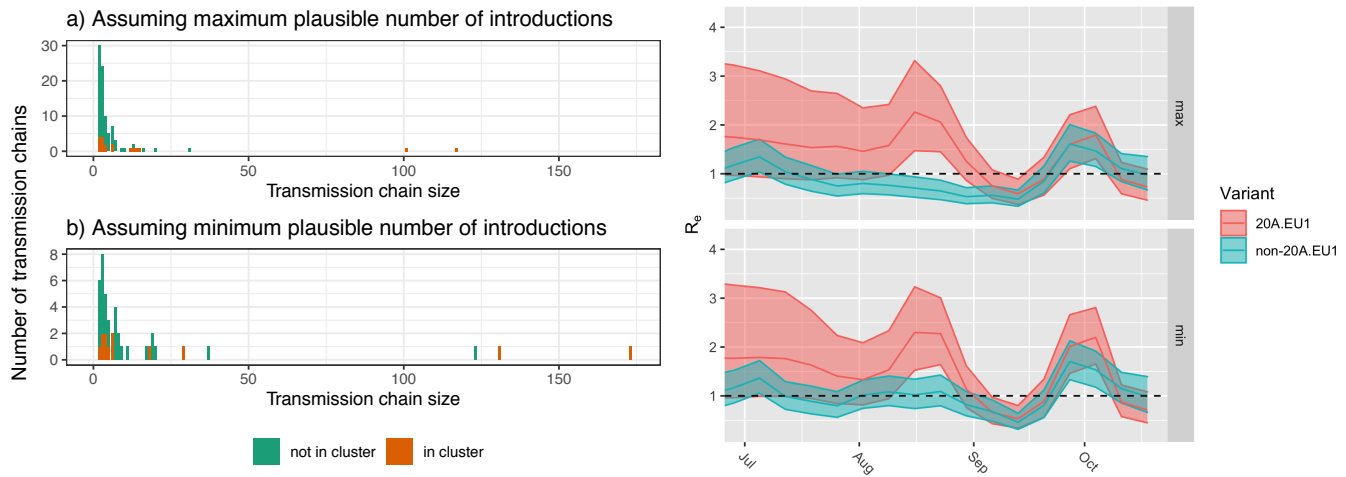 a) Assuming maximum plausible number of introductions
30
20
10
0
0
50
100
150
Transmission chain size
b) Assuming minimum plausible number of introductions
8
6
4
2
0
0
50
100
150
Transmission chain size
Number of transmission chains
not in cluster
in cluster
4
3
2
1
max
4
3
2
1
min
Re
Jul
Aug
Sep
Oct
Variant
20A.EU1
non-20A.EU1